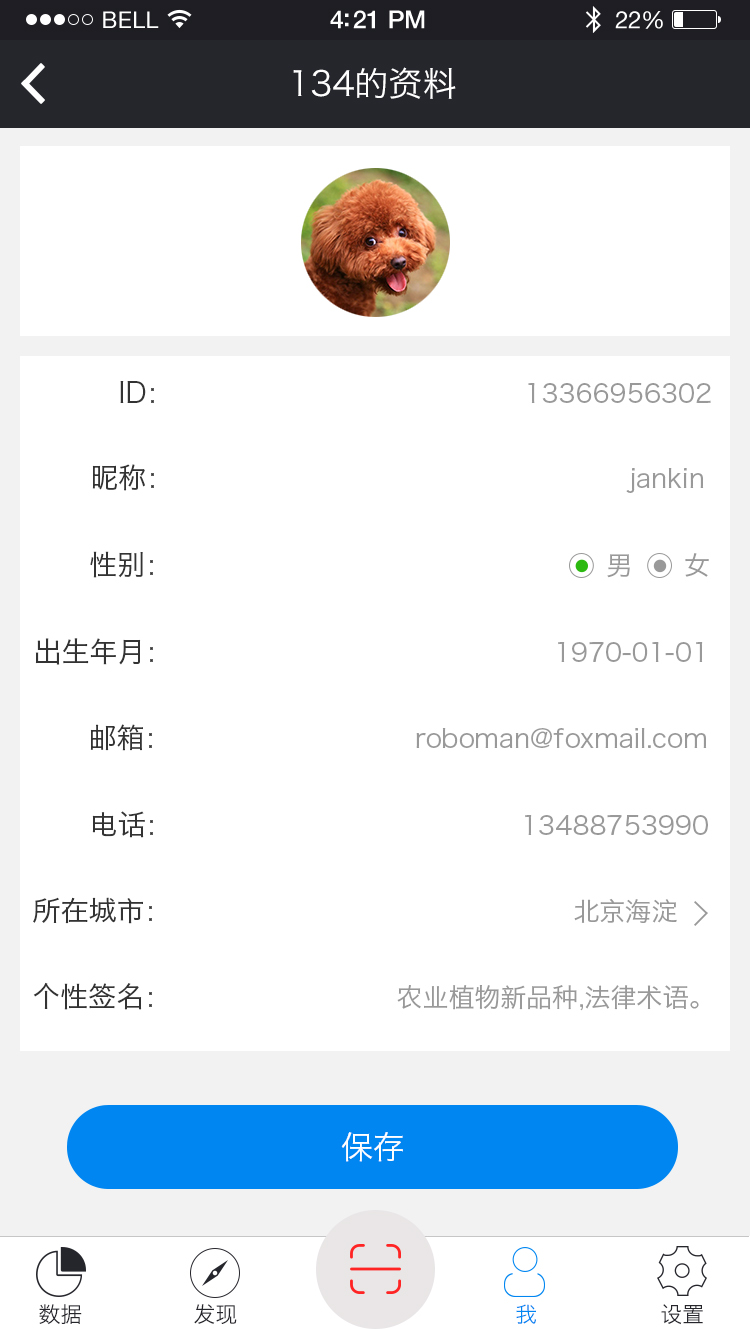 BELL 4:21 PM 22%
134的资料
ID: 13366956302
昵称: jankin
性别: 男 女
出生年月: 1970-01-01
邮箱: roboman@foxmail.com
电话: 13488753990
所在城市: 北京海淀
个性签名: 农业植物新品种,法律术语。
保存
数据 发现 我 设置